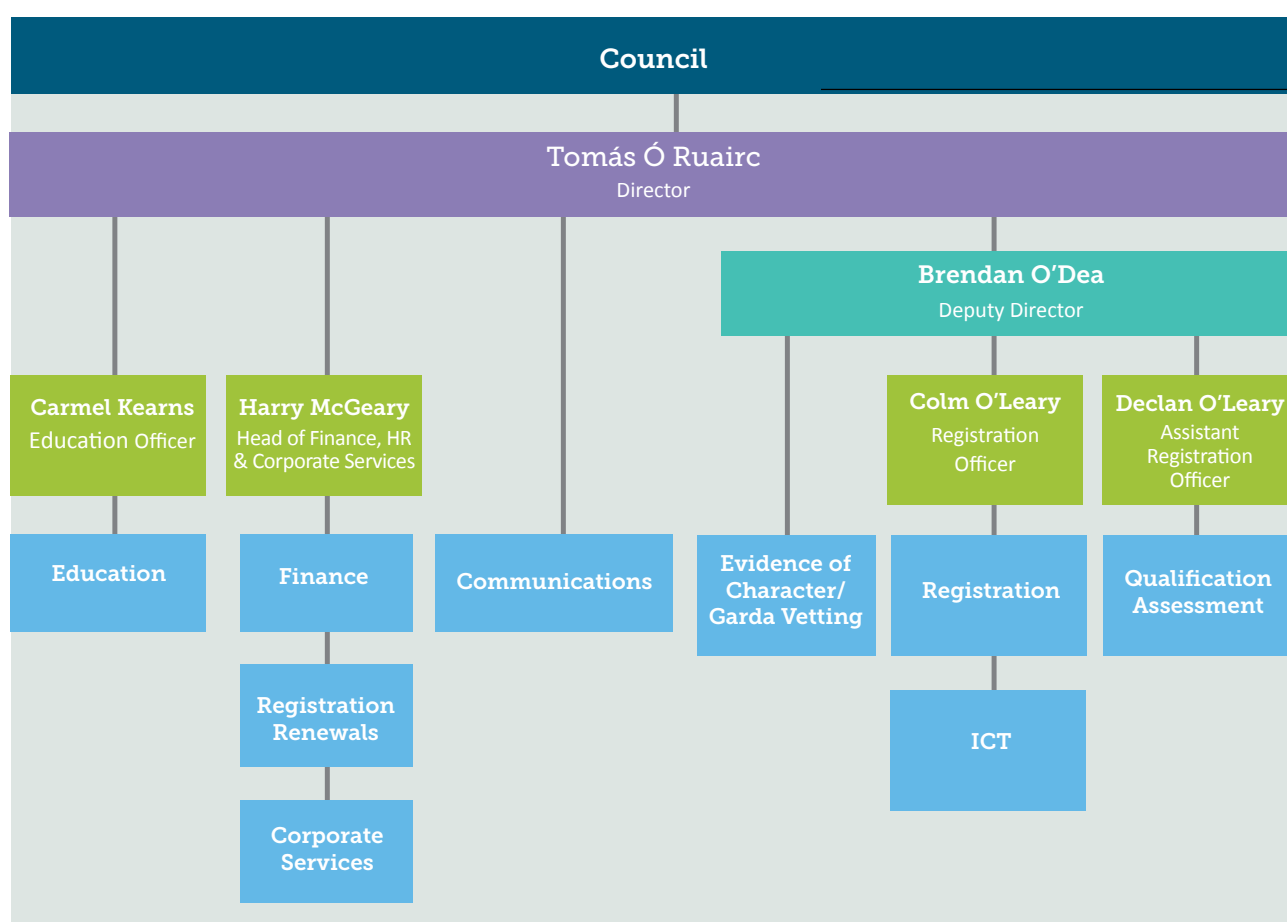 Council
Tomás Ó Ruairc
Director
Brendan O'Dea
Deputy Director
Carmel Kearns
Education Officer
Harry McGeary
Head of Finance, HR
& Corporate Services
Colm O'Leary
Registration
Officer
Declan O'Leary
Assistant
Registration
Officer
Education
Finance
Communications
Evidence of
Character/
Garda Vetting
Registration
Qualification
Assessment
Registration
Renewals
ICT
Corporate
Services